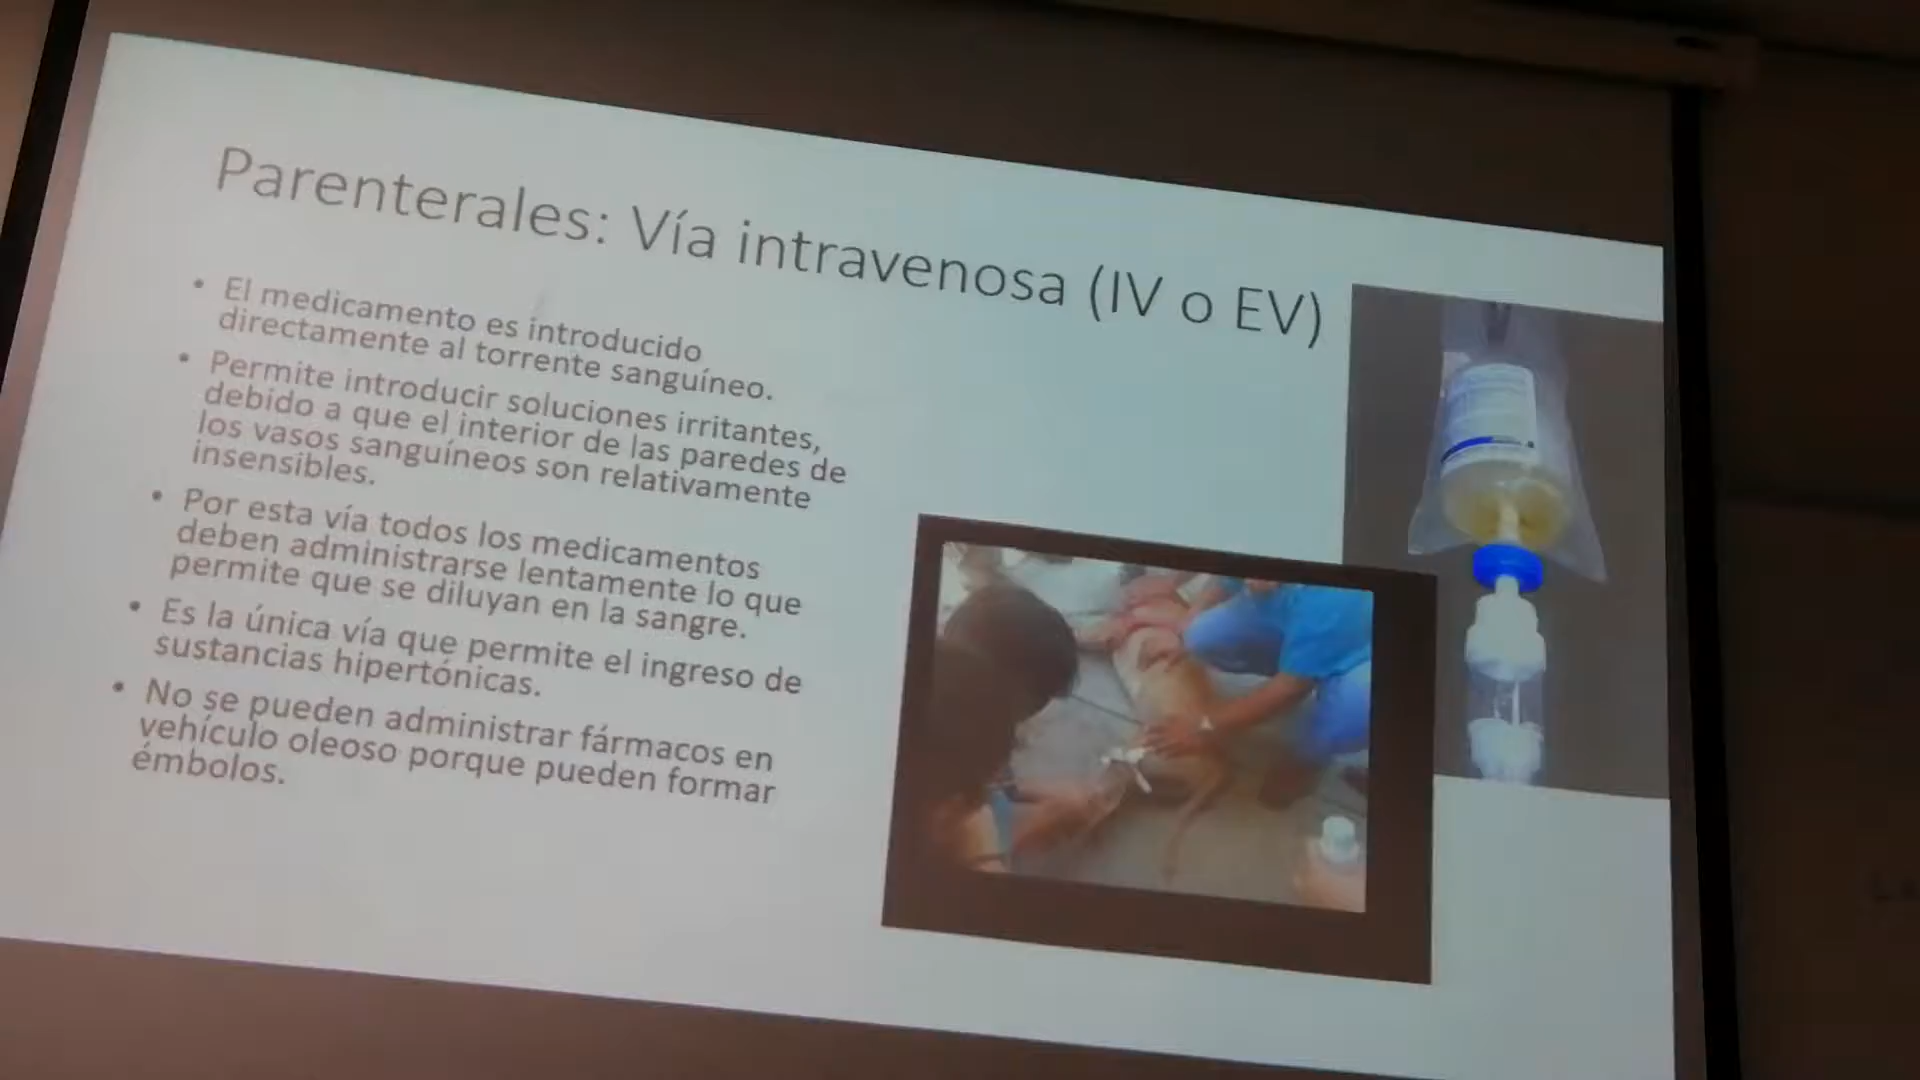 Parenterales: Vía intravenosa (IV o EV)
• El medicamento es introducido
directamente al torrente sanguíneo.
• Permite introducir soluciones irritantes,
debido a que el interior de las paredes de
los vasos sanguíneos son relativamente
insensibles.
• Por esta vía todos los medicamentos
deben administrarse lentamente lo que
permite que se diluyan en la sangre.
• Es la única vía que permite el ingreso de
sustancias hipertónicas.
• No se pueden administrar fármacos en
vehículo oleoso porque pueden formar
émbolos.